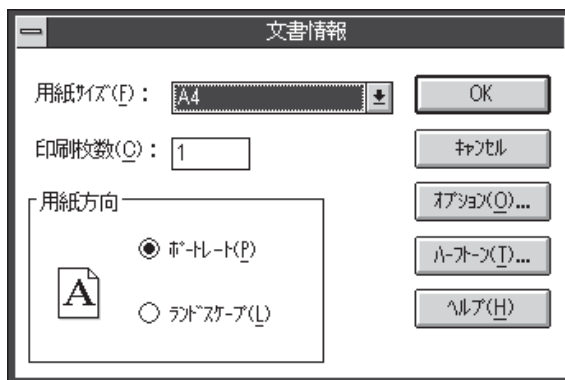 文書情報
用紙ｻｲｽﾞ(F)： A4
OK
印刷枚数(C)： 1
ｷｬﾝｾﾙ
用紙方向
ｵﾌﾟｼｮﾝ(O)...
ﾎﾟｰﾄﾚｰﾄ(P)
ﾊｰﾌﾄｰﾝ(T)...
A
ﾗﾝﾄﾞｽｹｰﾌﾟ(L)
ﾍﾙﾌﾟ(H)